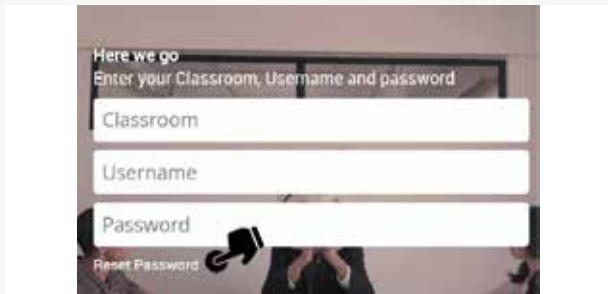 Here we go
Enter your Classroom, Username and password
Classroom
Username
Password
Reset Password